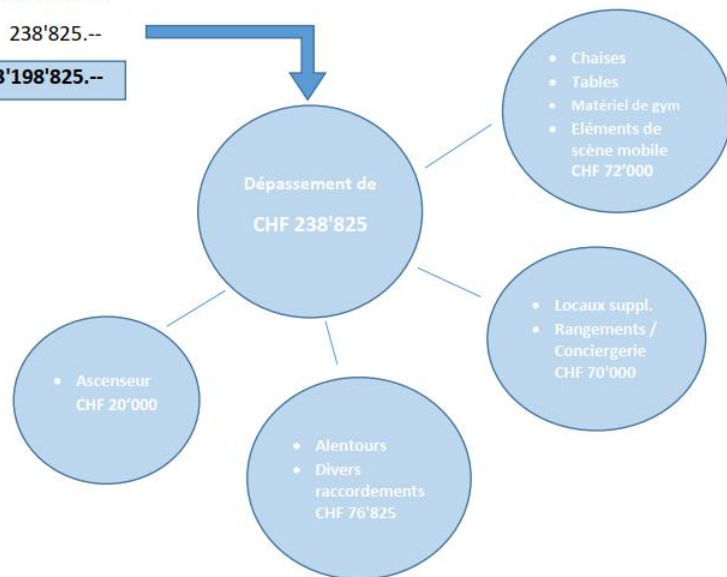 238'825.--
3'198'825.--
Dépassement de
CHF 238'825
• Chaises
• Tables
• Matériel de gym
• Eléments de
scène mobile
CHF 72'000
• Locaux suppl.
• Rangements /
Conciergerie
CHF 70'000
• Ascenseur
CHF 20'000
• Alentours
• Divers
raccordements
CHF 76'825